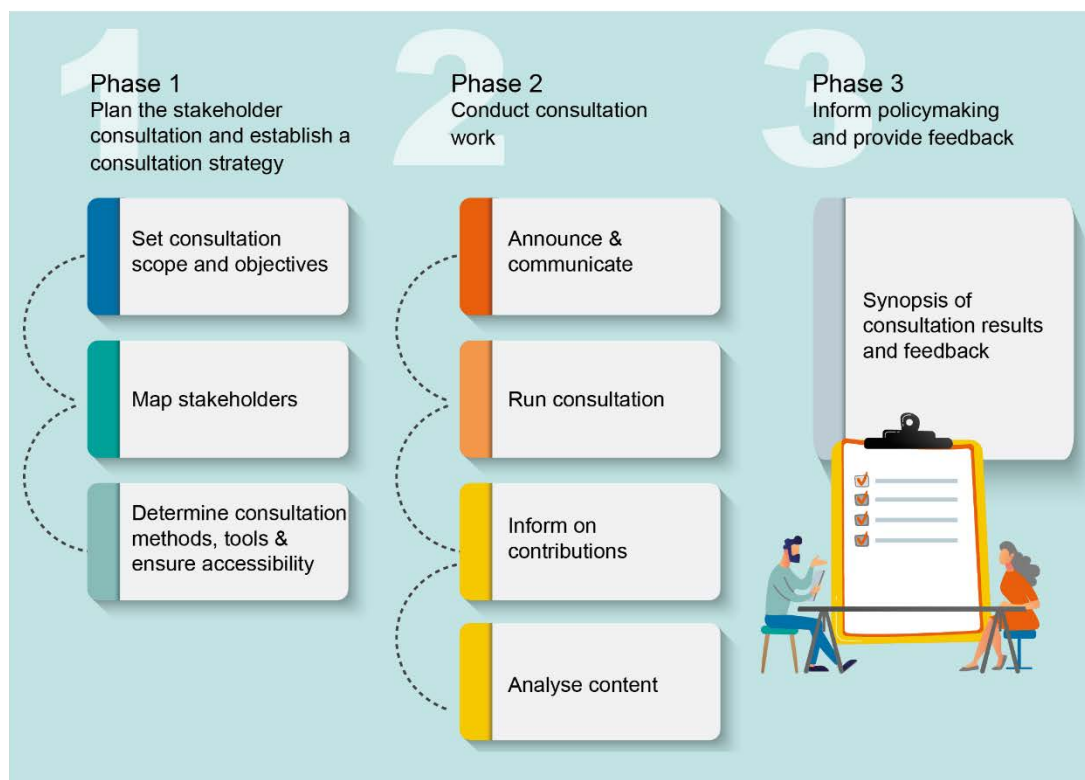 1
Phase 1
Plan the stakeholder
consultation and establish a
consultation strategy
Set consultation
scope and objectives
Map stakeholders
Determine consultation
methods, tools &
ensure accessibility
2
Phase 2
Conduct consultation
work
Announce &
communicate
Run consultation
Inform on
contributions
Analyse content
3
Phase 3
Inform policymaking
and provide feedback
Synopsis of
consultation results
and feedback